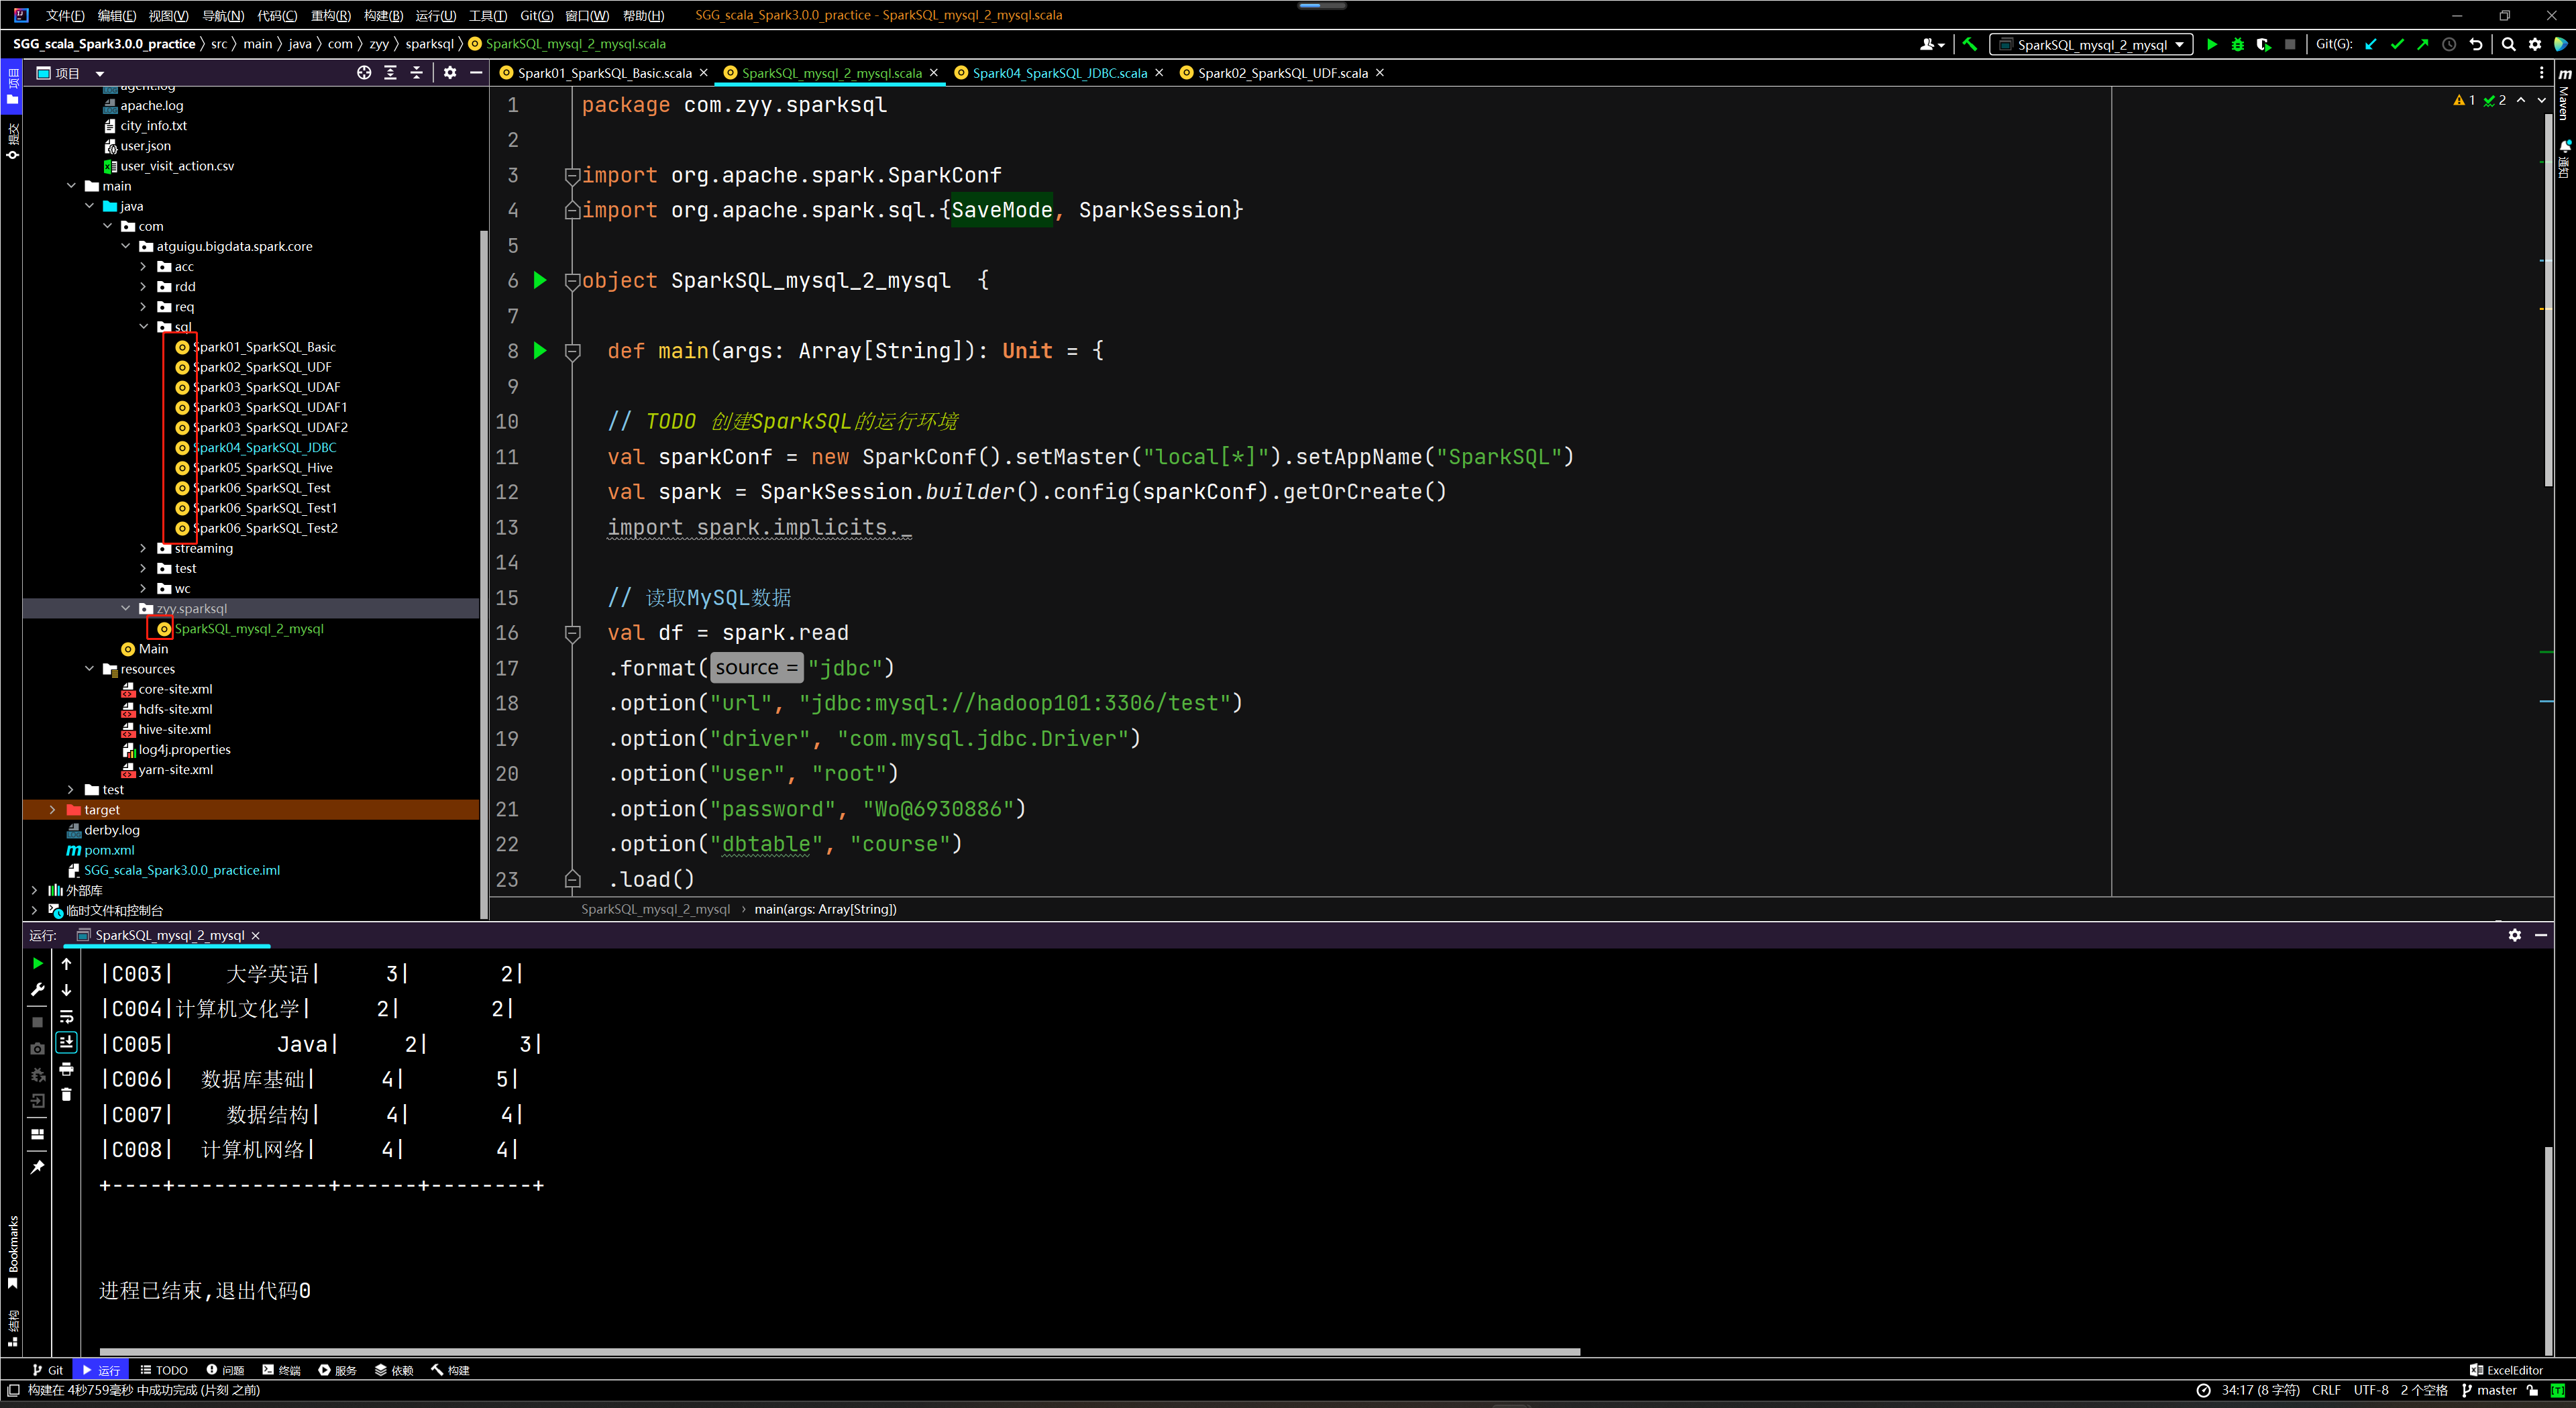 文件(F) 编辑(E) 视图(V) 导航(N) 代码(C) 重构(R) 构建(B) 运行(U) 工具(T) Git(G) 窗口(W) 帮助(H) SGG_scala_Spark3.0.0_practice - SparkSQL_mysql_2_mysql.scala
SGG_scala_Spark3.0.0_practice 〉 src 〉 main 〉 java 〉 com 〉 zyy 〉 sparksql 〉 SparkSQL_mysql_2_mysql.scala
SparkSQL_mysql_2_mysql Git(G):
项目
提交
Bookmarks
结构
Maven
通知
项目
agent.log
apache.log
city_info.txt
user.json
user_visit_action.csv
main
java
com
atguigu.bigdata.spark.core
acc
rdd
req
sql
Spark01_SparkSQL_Basic
Spark02_SparkSQL_UDF
Spark03_SparkSQL_UDAF
Spark03_SparkSQL_UDAF1
Spark03_SparkSQL_UDAF2
Spark04_SparkSQL_JDBC
Spark05_SparkSQL_Hive
Spark06_SparkSQL_Test
Spark06_SparkSQL_Test1
Spark06_SparkSQL_Test2
streaming
test
wc
zyy.sparksql
SparkSQL_mysql_2_mysql
Main
resources
core-site.xml
hdfs-site.xml
hive-site.xml
log4j.properties
yarn-site.xml
test
target
derby.log
pom.xml
SGG_scala_Spark3.0.0_practice.iml
外部库
临时文件和控制台
Spark01_SparkSQL_Basic.scala SparkSQL_mysql_2_mysql.scala Spark04_SparkSQL_JDBC.scala Spark02_SparkSQL_UDF.scala
1 2
1 package com.zyy.sparksql
2
3 import org.apache.spark.SparkConf
4 import org.apache.spark.sql.{SaveMode, SparkSession}
5
6 object SparkSQL_mysql_2_mysql {
7
8 def main(args: Array[String]): Unit = {
9
10 // TODO 创建SparkSQL的运行环境
11 val sparkConf = new SparkConf().setMaster("local[*]").setAppName("SparkSQL")
12 val spark = SparkSession.builder().config(sparkConf).getOrCreate()
13 import spark.implicits._
14
15 // 读取MySQL数据
16 val df = spark.read
17 .format( source = "jdbc")
18 .option("url", "jdbc:mysql://hadoop101:3306/test")
19 .option("driver", "com.mysql.jdbc.Driver")
20 .option("user", "root")
21 .option("password", "Wo@6930886")
22 .option("dbtable", "course")
23 .load()
SparkSQL_mysql_2_mysql › main(args: Array[String])
运行: SparkSQL_mysql_2_mysql
|C003| 大学英语| 3| 2|
|C004|计算机文化学| 2| 2|
|C005| Java| 2| 3|
|C006| 数据库基础| 4| 5|
|C007| 数据结构| 4| 4|
|C008| 计算机网络| 4| 4|
+----+------------+------+--------+
进程已结束,退出代码0
Git 运行 TODO 问题 终端 服务 依赖 构建 ExcelEditor
构建在 4秒759毫秒 中成功完成 (片刻 之前) 34:17 (8 字符) CRLF UTF-8 2 个空格 master